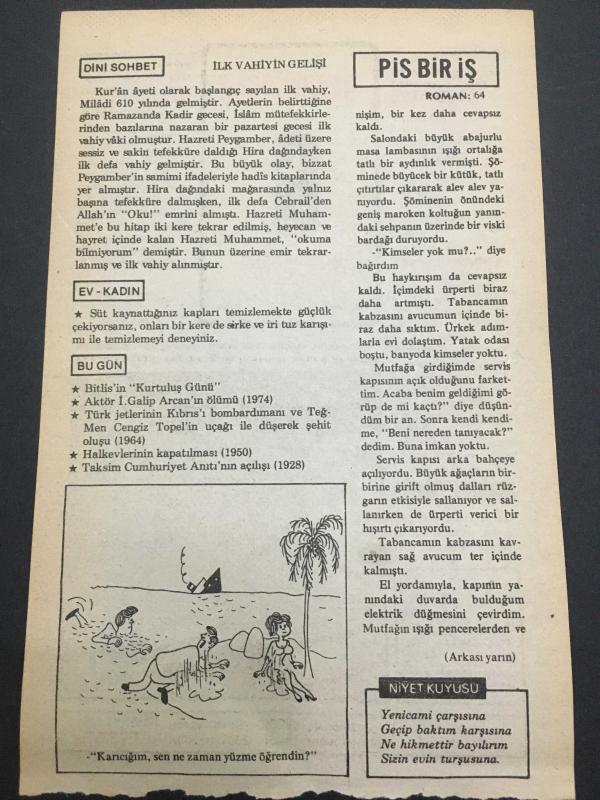 DİNİ SOHBET
İLK VAHİYİN GELİŞİ
Kur'ân âyeti olarak başlangıç sayılan ilk vahiy,
Milâdi 610 yılında gelmiştir. Ayetlerin belirttiğine
göre Ramazanda Kadir gecesi, İslâm mütefekkirle-
rinden bazılarına nazaran bir pazartesi gecesi ilk
vahiy vâki olmuştur. Hazreti Peygamber, âdeti üzere
sessiz ve sakin tefekküre daldığı Hira dağındayken
ilk defa vahiy gelmiştir. Bu büyük olay, bizzat
Peygamber'in samimi ifadeleriyle hadîs kitaplarında
yer almıştır. Hira dağındaki mağarasında yalnız
başına tefekküre dalmışken, ilk defa Cebrail'den
Allah'ın "Oku!" emrini almıştı. Hazreti Muham-
met'e bu hitap iki kere tekrar edilmiş, heyecan ve
hayret içinde kalan Hazreti Muhammet, "okuma
bilmiyorum" demiştir. Bunun üzerine emir tekrar-
lanmış ve ilk vahiy alınmıştır.
EV - KADIN
★ Süt kaynattığınız kapları temizlemekte güçlük
çekiyorsanız, onları bir kere de sirke ve iri tuz karışı-
mı ile temizlemeyi deneyiniz.
BU GÜN
★ Bitlis'in "Kurtuluş Günü"
★ Aktör İ.Galip Arcan'ın ölümü (1974)
★ Türk jetlerinin Kıbrıs'ı bombardımanı ve Teğ-
Men Cengiz Topel'in uçağı ile düşerek şehit
oluşu (1964)
★ Halkevlerinin kapatılması (1950)
★ Taksim Cumhuriyet Anıtı'nın açılışı (1928)
-"Karıcığım, sen ne zaman yüzme öğrendin?"
PİS BİR İŞ
ROMAN: 64
nişim, bir kez daha cevapsız
kaldı.
Salondaki büyük abajurlu
masa lambasının ışığı ortalığa
tatlı bir aydınlık vermişti. Şö-
minede büyücek bir kütük, tatlı
çıtırtılar çıkararak alev alev ya-
nıyordu. Şöminenin önündeki
geniş maroken koltuğun yanın-
daki sehpanın üzerinde bir viski
bardağı duruyordu.
-"Kimseler yok mu?.." diye
bağırdım
Bu haykırışım da cevapsız
kaldı. İçimdeki ürperti biraz
daha artmıştı. Tabancamın
kabzasını avucumun içinde bi-
raz daha sıktım. Ürkek adım-
larla evi dolaştım. Yatak odası
boştu, banyoda kimseler yoktu.
Mutfağa girdiğimde servis
kapısının açık olduğunu farket-
tim. Acaba benim geldiğimi gö-
rüp de mi kaçtı?" diye düşün-
düm bir an. Sonra kendi kendi-
me, "Beni nereden tanıyacak?"
dedim. Buna imkan yoktu.
Servis kapısı arka bahçeye
açılıyordu. Büyük ağaçların bir-
birine girift olmuş dalları rüz-
garın etkisiyle sallanıyor ve sal-
lanırken de ürperti verici bir
hışırtı çıkarıyordu.
Tabancamın kabzasını kav-
rayan sağ avucum ter içinde
kalmıştı.
El yordamıyla, kapının ya-
nındaki duvarda bulduğum
elektrik düğmesini çevirdim.
Mutfağın ışığı pencerelerden ve
(Arkası yarın)
NİYET KUYUSU
Yenicami çarşısına
Geçip baktım karşısına
Ne hikmettir bayılırım
Sizin evin turşusuna.